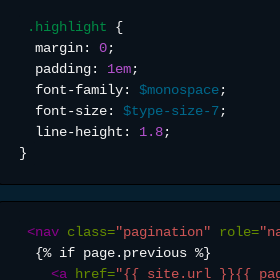 .highlight {
margin: 0;
padding: 1em;
font-family: $monospace;
font-size: $type-size-7;
line-height: 1.8;
}
<nav class="pagination" role="na
{% if page.previous %}
<a href="{{ site.url }}{{ pag